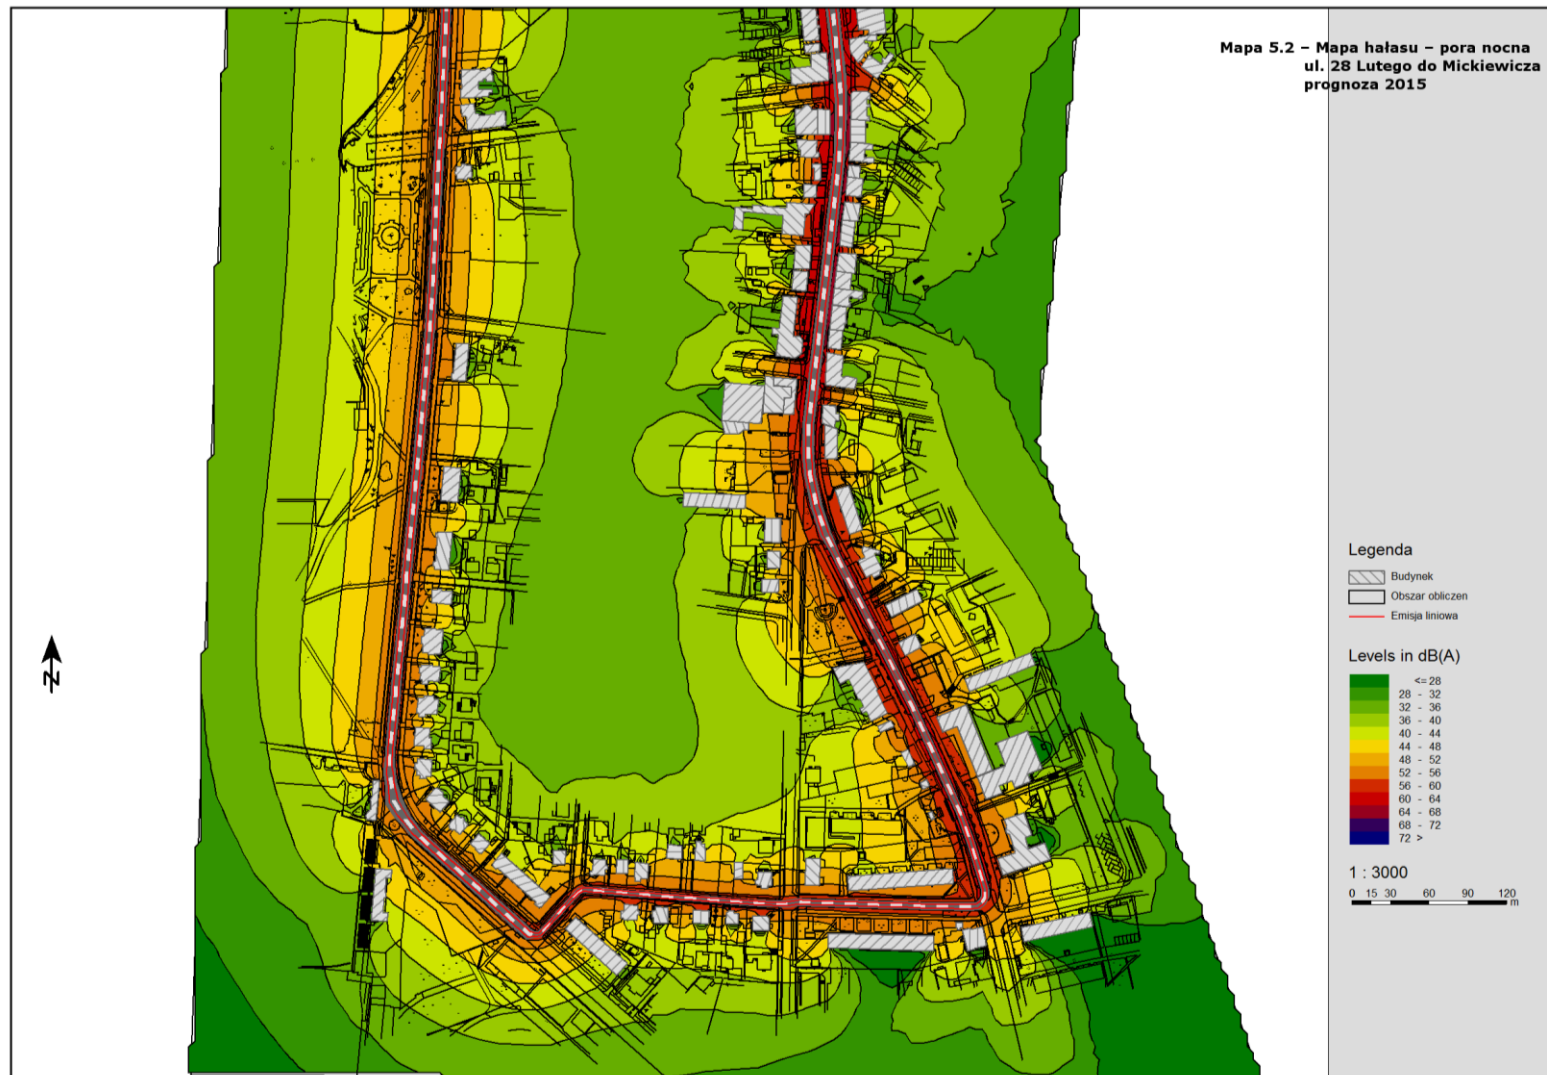 Mapa 5.2 – Mapa hałasu – pora nocna
ul. 28 Lutego do Mickiewicza
prognoza 2015
N
Legenda
Budynek
Obszar obliczen
Emisja liniowa
Levels in dB(A)
<= 28
28 - 32
32 - 36
36 - 40
40 - 44
44 - 48
48 - 52
52 - 56
56 - 60
60 - 64
64 - 68
68 - 72
72 >
1 : 3000
0 15 30 60 90 120
m